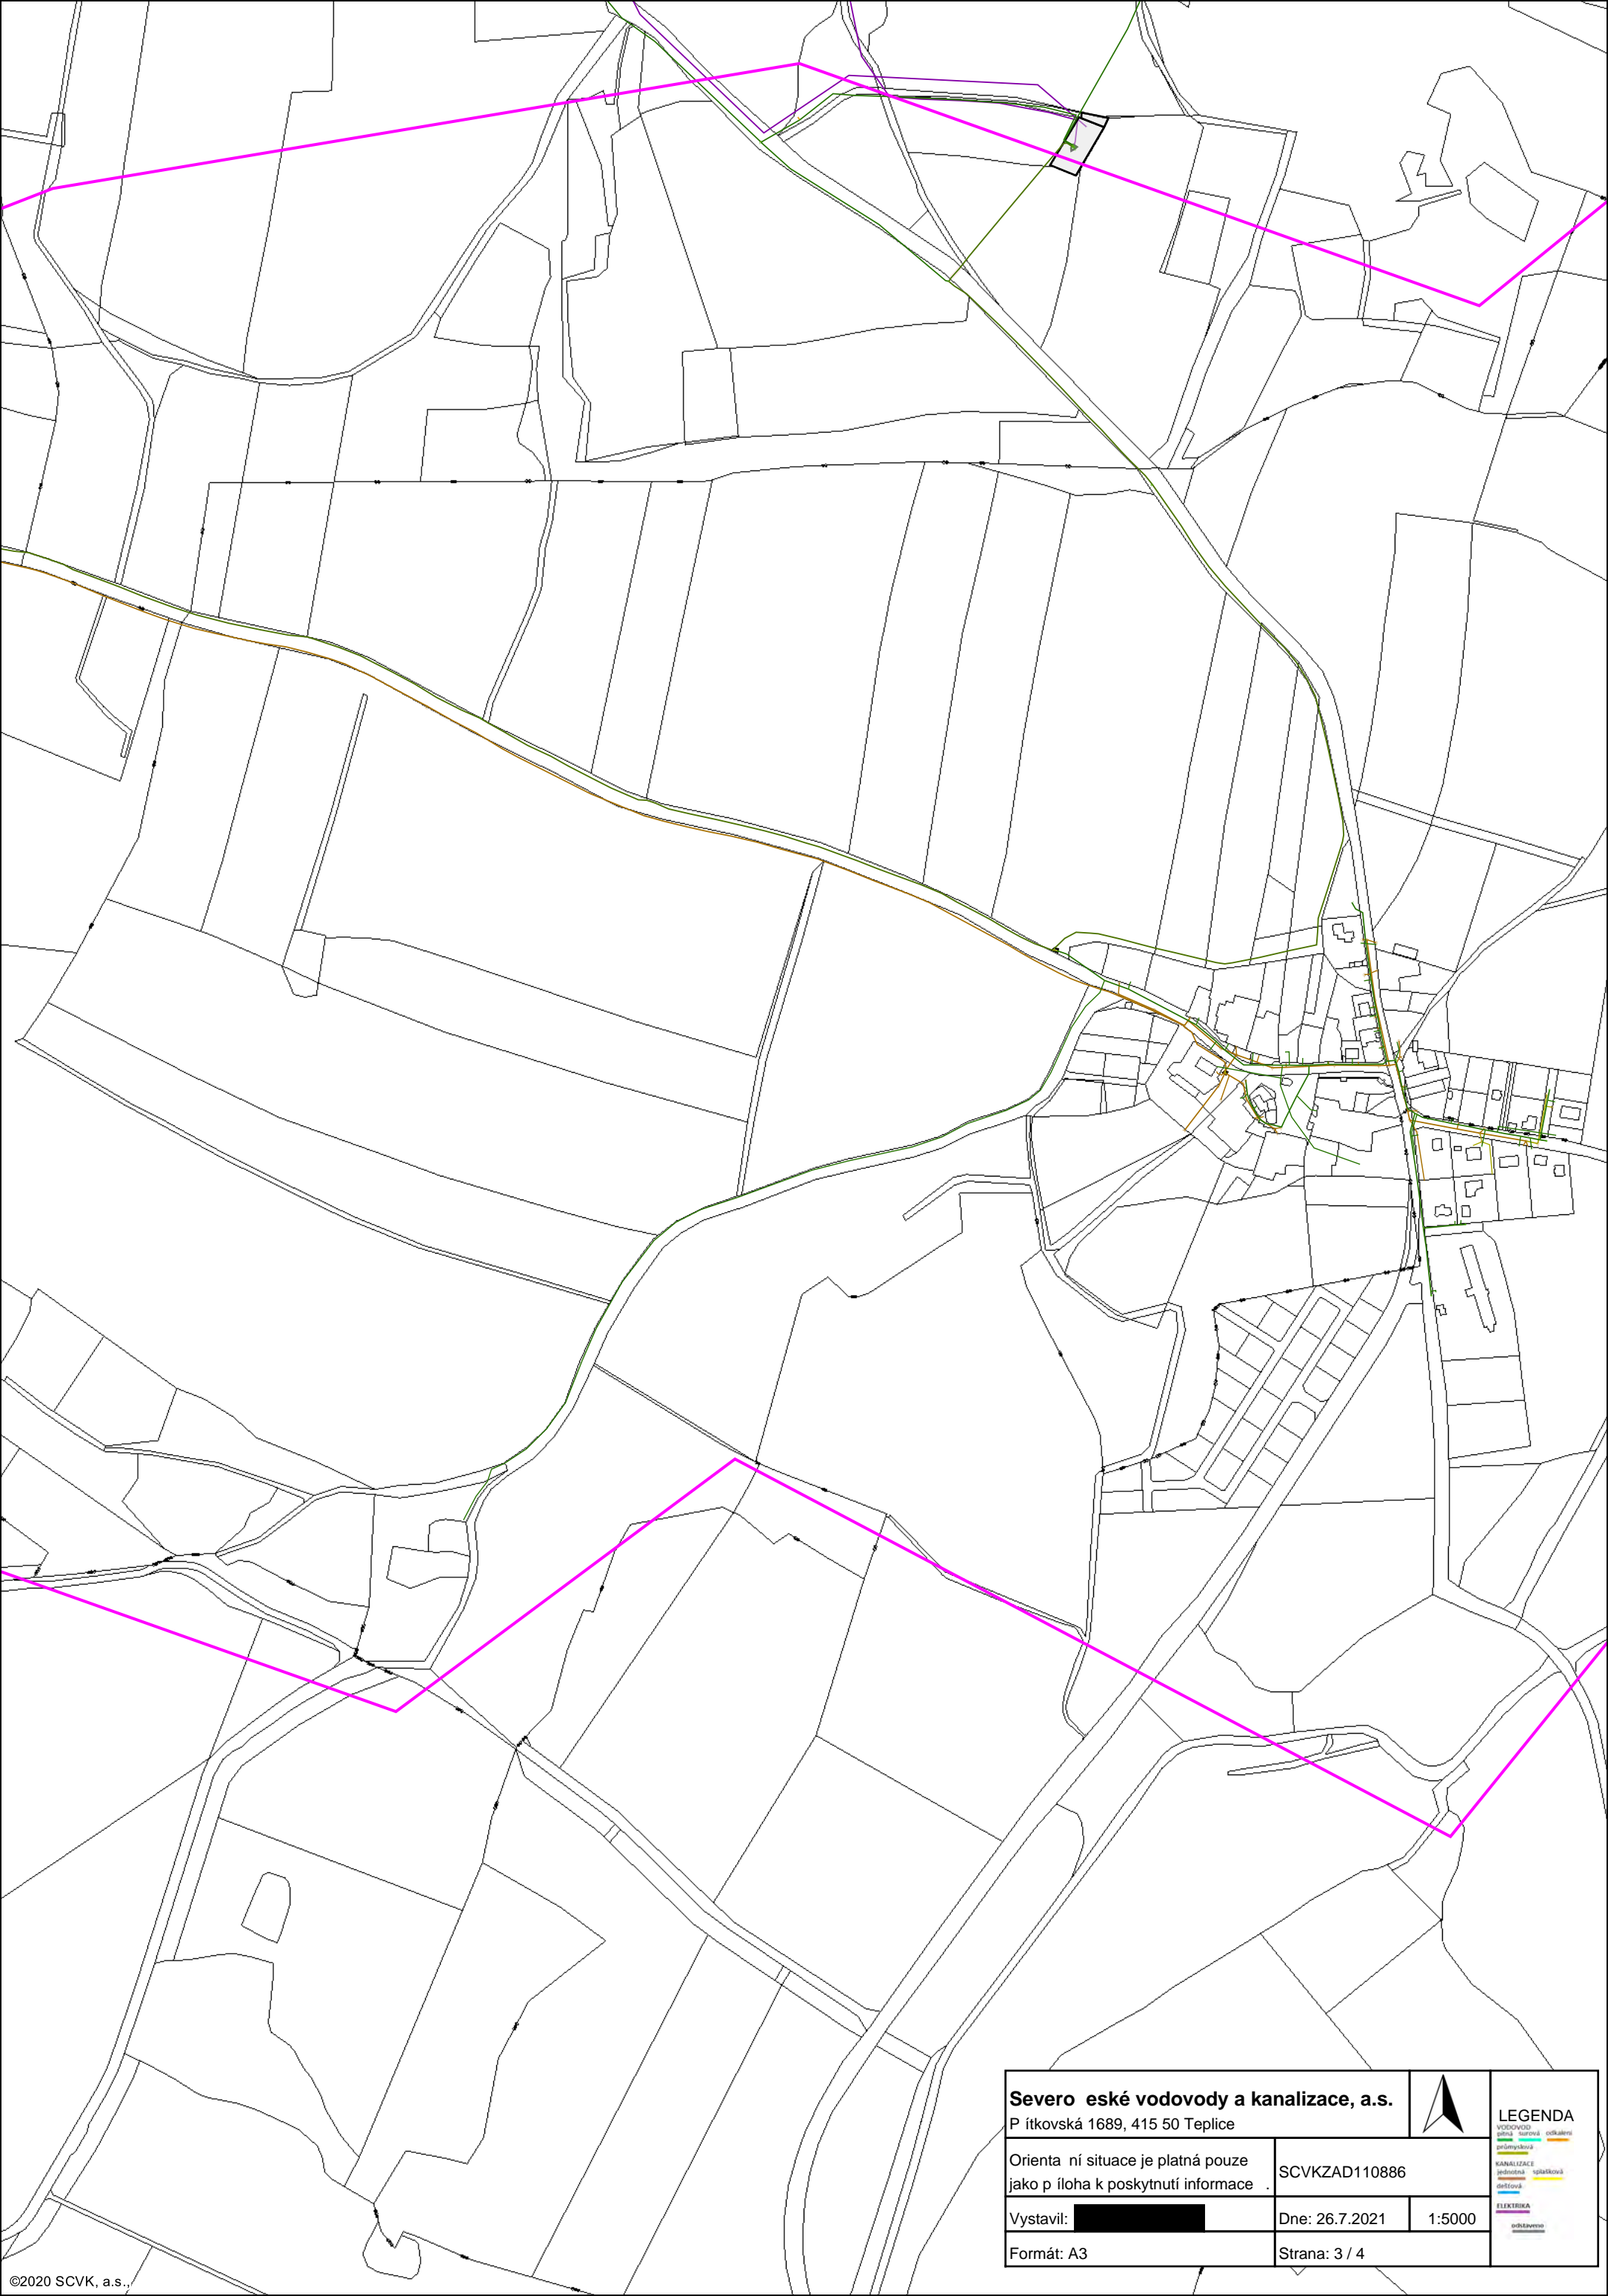 Severo eské vodovody a kanalizace, a.s.
P ítkovská 1689, 415 50 Teplice
Orienta ní situace je platná pouze
jako p íloha k poskytnutí informace .
SCVKZAD110886
Vystavil:
Dne: 26.7.2021
1:5000
Formát: A3
Strana: 3 / 4
LEGENDA
VODOVOD
pitná surová odkalení
průmyslová
KANALIZACE
jednotná splašková
dešťová
ELEKTRIKA
odstaveno
©2020 SCVK, a.s.,